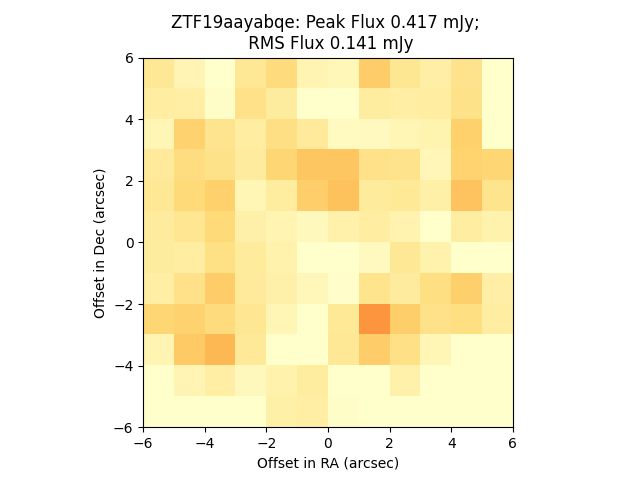 ZTF19aayabqe: Peak Flux 0.417 mJy;
RMS Flux 0.141 mJy
6
4
2
0
−2
−4
−6
Offset in Dec (arcsec)
−6 −4 −2 0 2 4 6
Offset in RA (arcsec)